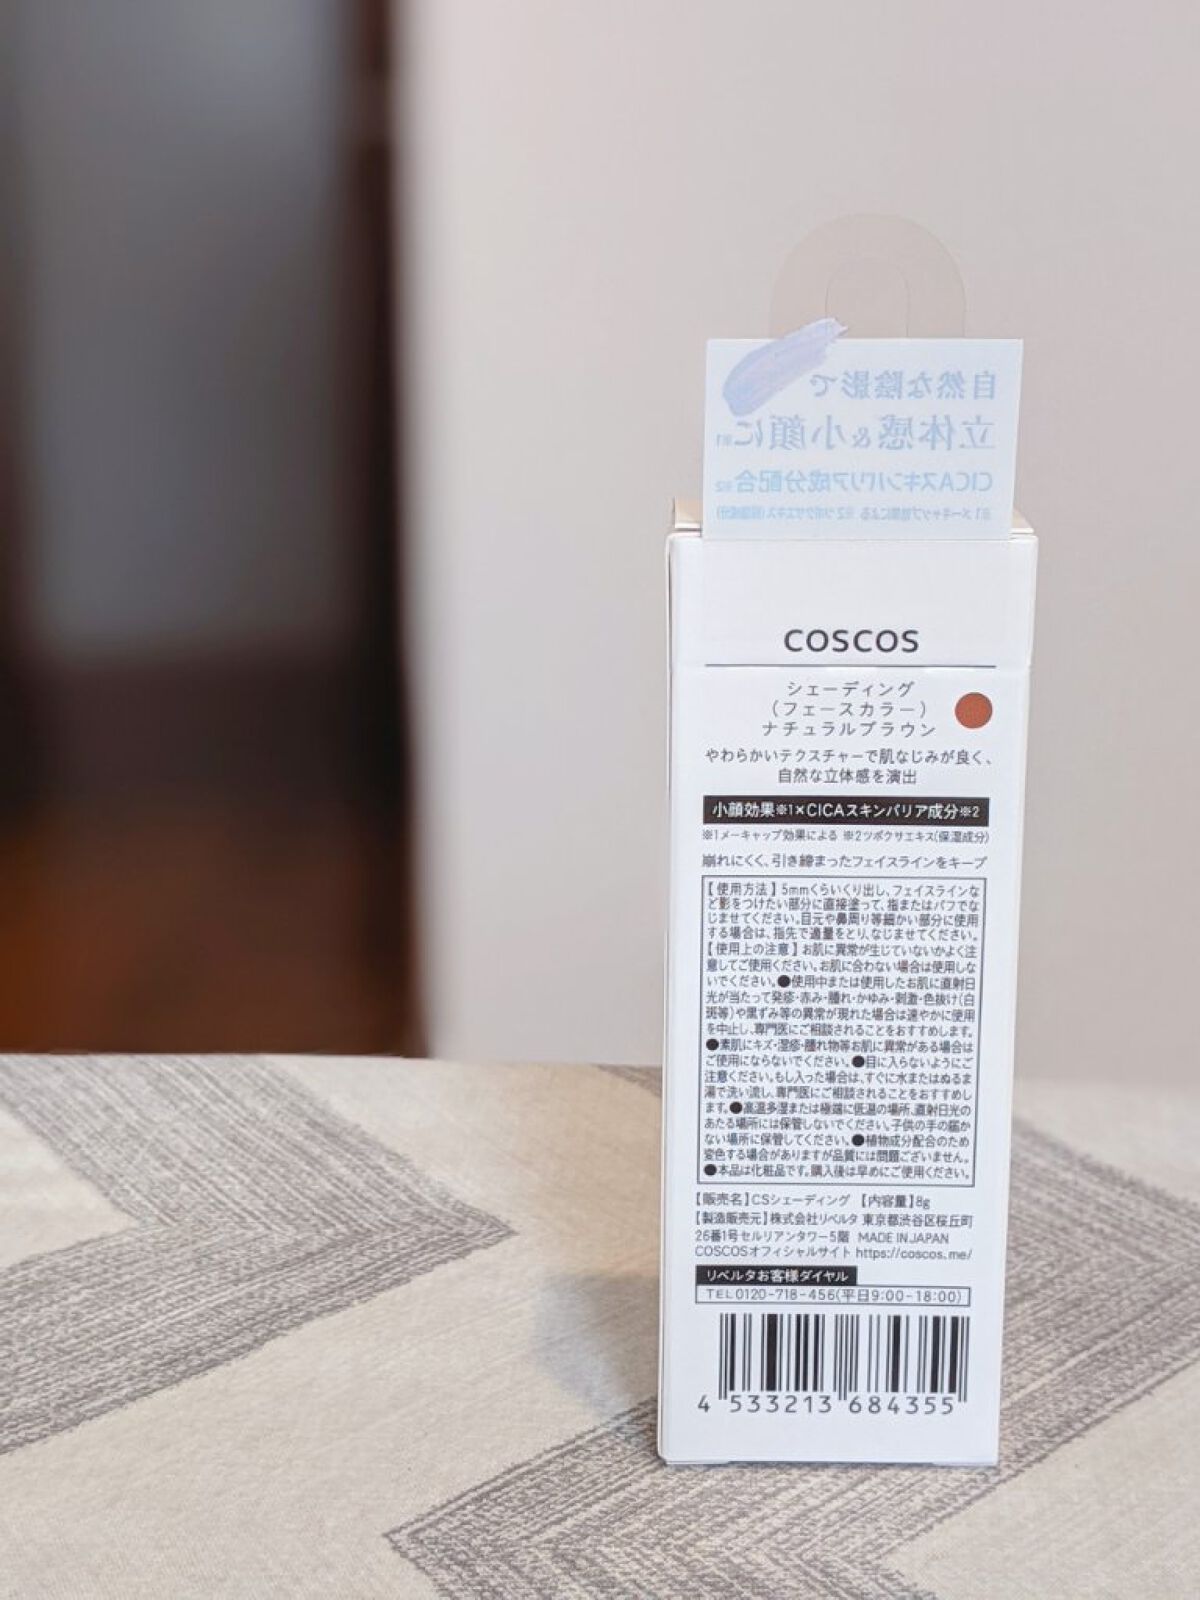 自然な陰影で
立体感&小顔に※1
CICAスキンバリア成分配合※2
※1 メーキャップ効果による ※2 ツボクサエキス(保湿成分)
COSCOS
シェーディング
(フェースカラー)
ナチュラルブラウン
やわらかいテクスチャーで肌なじみが良く、
自然な立体感を演出
小顔効果※1×CICAスキンバリア成分※2
※1メーキャップ効果による ※2ツボクサエキス(保湿成分)
崩れにくく、引き締まったフェイスラインをキープ
【使用方法】5mmくらいくり出し、フェイスラインな
ど影をつけたい部分に直接塗って、指またはパフでな
じませてください。目元や鼻周り等細かい部分に使用
する場合は、指先で適量をとり、なじませてください。
【使用上の注意】お肌に異常が生じていないかよく注
意してご使用ください。お肌に合わない場合は使用しな
いでください。●使用中または使用したお肌に直射日
光が当たって発疹・赤み・腫れ・かゆみ・刺激・色抜け(白
斑等)や黒ずみ等の異常が現れた場合は速やかに使用
を中止し、専門医にご相談されることをおすすめします。
●素肌にキズ・湿疹・腫れ物等お肌に異常がある場合は
ご使用にならないでください。●目に入らないようにご
注意ください。もし入った場合は、すぐに水またはぬるま
湯で洗い流し、専門医にご相談されることをおすすめし
ます。●高温多湿または極端に低温の場所、直射日光の
あたる場所には保管しないでください。子供の手の届か
ない場所に保管してください。●植物成分配合のため
変色する場合がありますが品質には問題ございません。
●本品は化粧品です。購入後は早めにご使用ください。
【販売名】CSシェーディング 【内容量】8g
【製造販売元】株式会社リベルタ 東京都渋谷区桜丘町
26番1号セルリアンタワー5階 MADE IN JAPAN
COSCOSオフィシャルサイト https://coscos.me/
リベルタお客様ダイヤル
TEL0120-718-456(平日9:00-18:00)
4 533213 684355